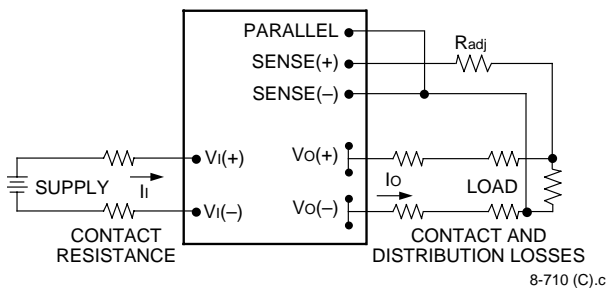 PARALLEL
Radj
SENSE(+)
SENSE(–)
VI(+)
VO(+)
SUPPLY
II
IO
LOAD
VI(–)
VO(–)
CONTACT
RESISTANCE
CONTACT AND
DISTRIBUTION LOSSES
8-710 (C).c